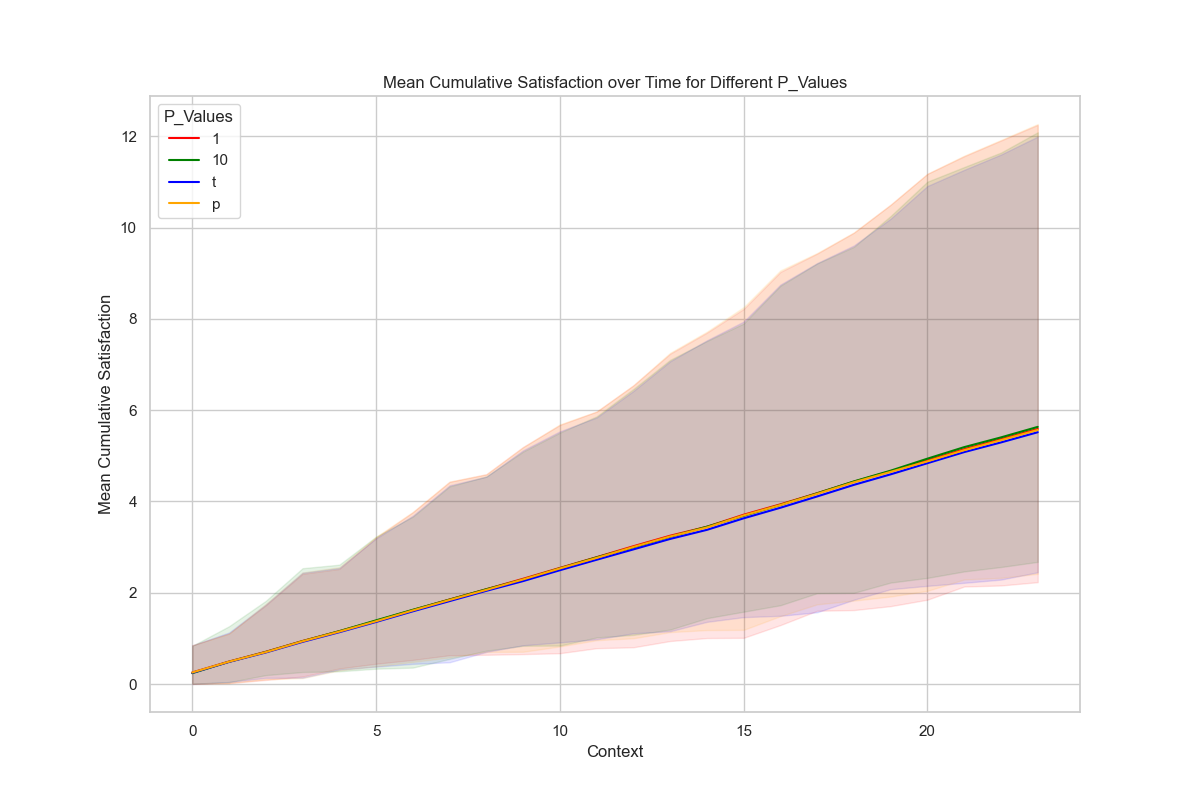 Mean Cumulative Satisfaction over Time for Different P_Values
P_Values
1
10
t
p
12
10
8
6
4
2
0
Mean Cumulative Satisfaction
0 5 10 15 20
Context